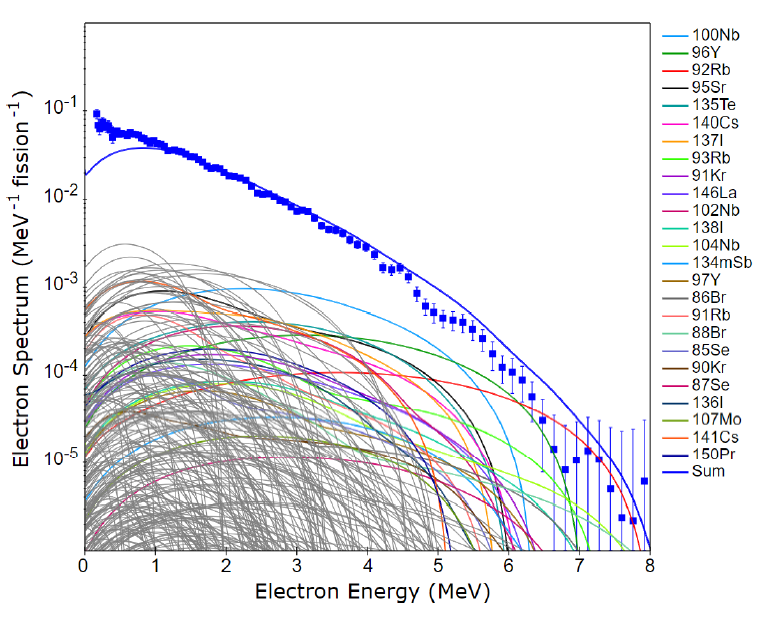 Electron Spectrum (MeV⁻¹ fission⁻¹)
10⁻¹
10⁻²
10⁻³
10⁻⁴
10⁻⁵
0 1 2 3 4 5 6 7 8
Electron Energy (MeV)
100Nb
96Y
92Rb
95Sr
135Te
140Cs
137I
93Rb
91Kr
146La
102Nb
138I
104Nb
134mSb
97Y
86Br
91Rb
88Br
85Se
90Kr
87Se
136I
107Mo
141Cs
150Pr
Sum